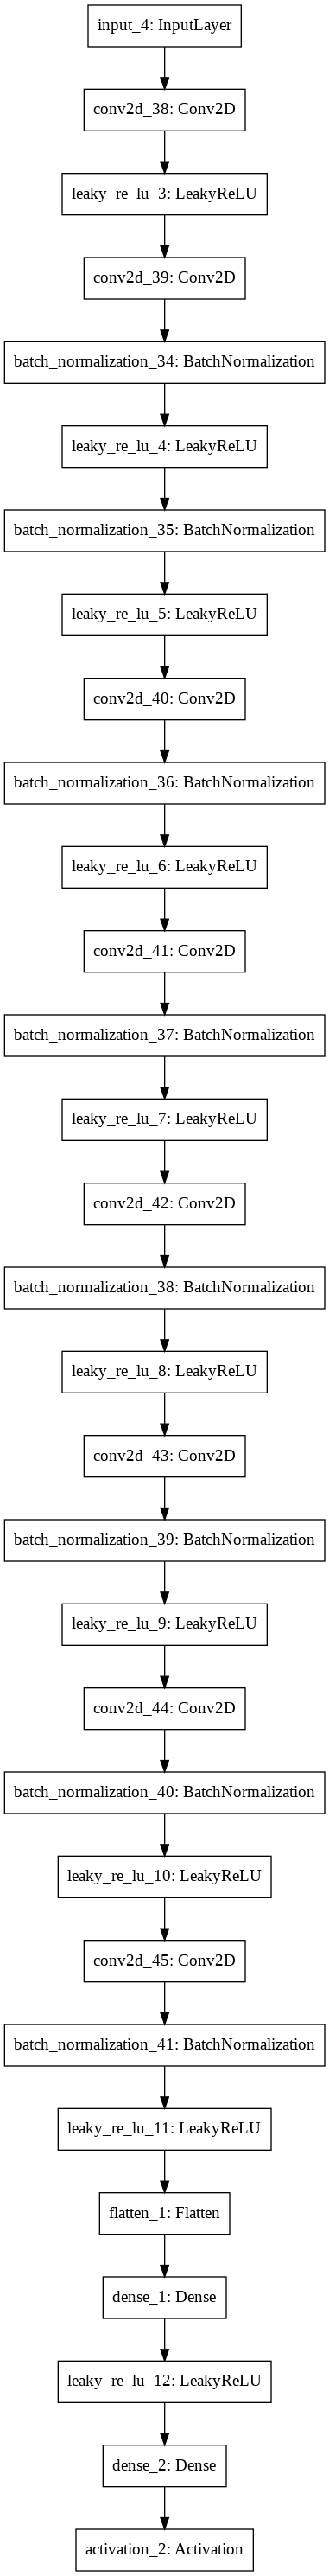 input_4: InputLayer
conv2d_38: Conv2D
leaky_re_lu_3: LeakyReLU
conv2d_39: Conv2D
batch_normalization_34: BatchNormalization
leaky_re_lu_4: LeakyReLU
batch_normalization_35: BatchNormalization
leaky_re_lu_5: LeakyReLU
conv2d_40: Conv2D
batch_normalization_36: BatchNormalization
leaky_re_lu_6: LeakyReLU
conv2d_41: Conv2D
batch_normalization_37: BatchNormalization
leaky_re_lu_7: LeakyReLU
conv2d_42: Conv2D
batch_normalization_38: BatchNormalization
leaky_re_lu_8: LeakyReLU
conv2d_43: Conv2D
batch_normalization_39: BatchNormalization
leaky_re_lu_9: LeakyReLU
conv2d_44: Conv2D
batch_normalization_40: BatchNormalization
leaky_re_lu_10: LeakyReLU
conv2d_45: Conv2D
batch_normalization_41: BatchNormalization
leaky_re_lu_11: LeakyReLU
flatten_1: Flatten
dense_1: Dense
leaky_re_lu_12: LeakyReLU
dense_2: Dense
activation_2: Activation